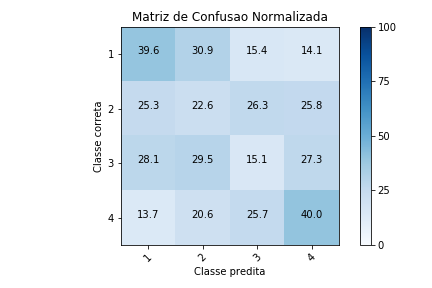 Matriz de Confusao Normalizada
Classe correta
1 39.6 30.9 15.4 14.1
2 25.3 22.6 26.3 25.8
3 28.1 29.5 15.1 27.3
4 13.7 20.6 25.7 40.0
1 2 3 4
Classe predita
100
75
50
25
0